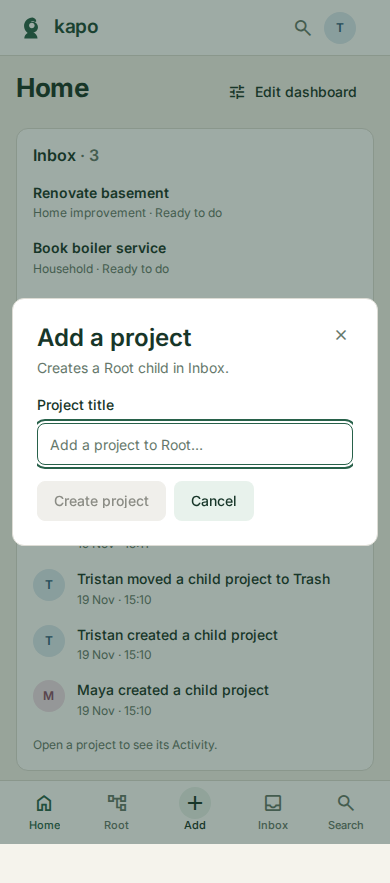 kapo
T
Home
Edit dashboard
Inbox · 3
Renovate basement
Home improvement · Ready to do
Book boiler service
Household · Ready to do
Add a project
Creates a Root child in Inbox.
Project title
Add a project to Root...
Create project
Cancel
T
Tristan moved a child project to Trash
19 Nov · 15:10
T
Tristan created a child project
19 Nov · 15:10
M
Maya created a child project
19 Nov · 15:10
Open a project to see its Activity.
Home
Root
Add
Inbox
Search